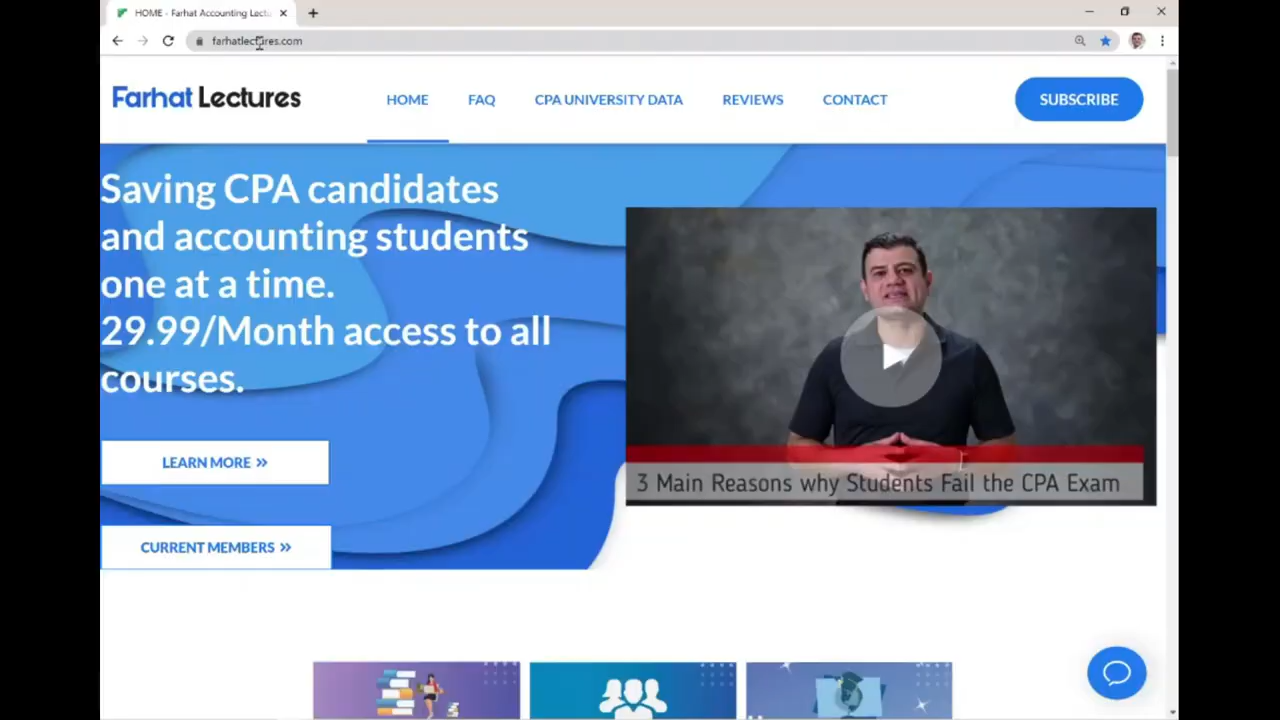 HOME - Farhat Accounting Lectu
farhatlectures.com
Farhat Lectures
HOME
FAQ
CPA UNIVERSITY DATA
REVIEWS
CONTACT
SUBSCRIBE
Saving CPA candidates
and accounting students
one at a time.
29.99/Month access to all
courses.
3 Main Reasons why Students Fail the CPA Exam
LEARN MORE »
CURRENT MEMBERS »